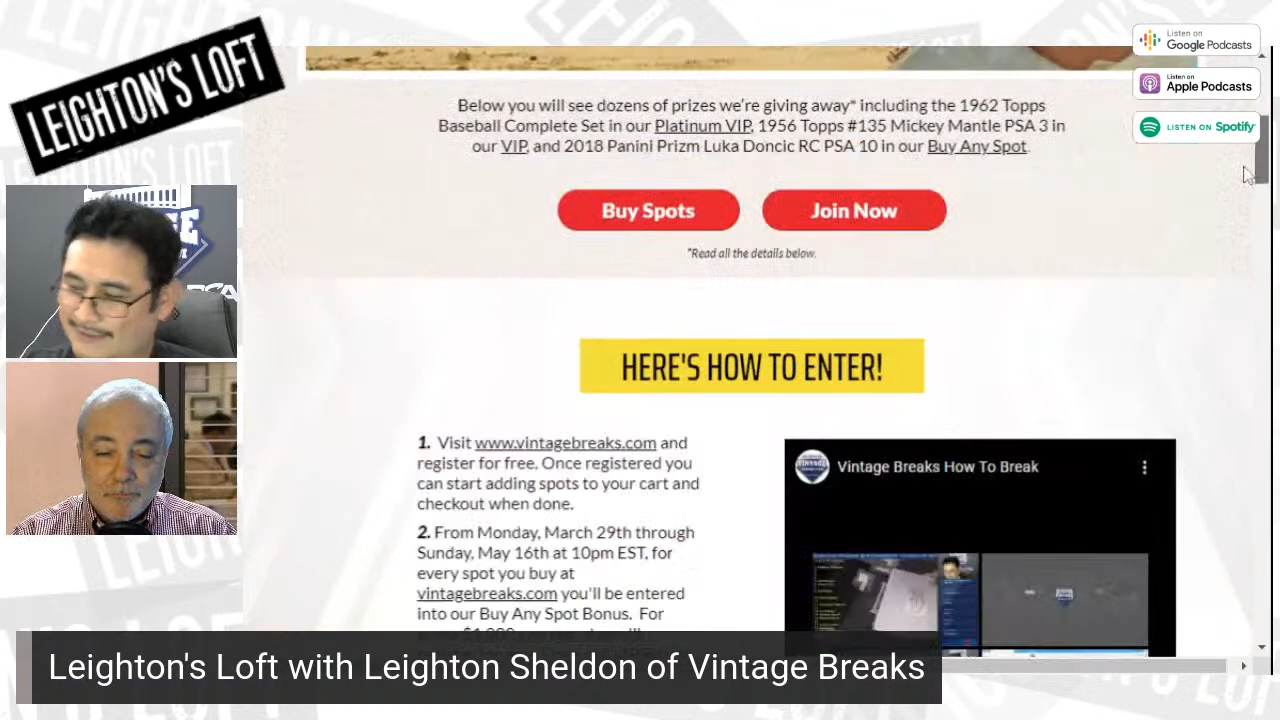 LEIGHTON'S LOFT
Listen on
Google Podcasts
Listen on
Apple Podcasts
LISTEN ON Spotify
Below you will see dozens of prizes we're giving away* including the 1962 Topps
Baseball Complete Set in our Platinum VIP, 1956 Topps #135 Mickey Mantle PSA 3 in
our VIP, and 2018 Panini Prizm Luka Doncic RC PSA 10 in our Buy Any Spot.
Buy Spots
Join Now
*Read all the details below.
HERE'S HOW TO ENTER!
1. Visit www.vintagebreaks.com and
register for free. Once registered you
can start adding spots to your cart and
checkout when done.
2. From Monday, March 29th through
Sunday, May 16th at 10pm EST, for
every spot you buy at
vintagebreaks.com you'll be entered
into our Buy Any Spot Bonus. For
Vintage Breaks How To Break
Leighton's Loft with Leighton Sheldon of Vintage Breaks